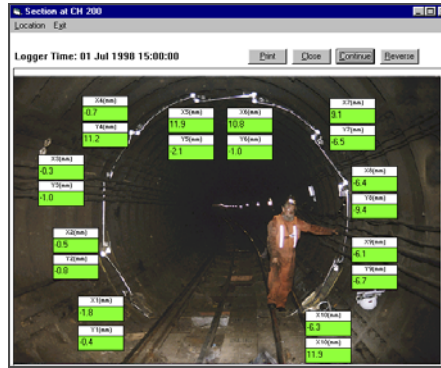 Section at CH 200
Location Exit
Logger Time: 01 Jul 1998 15:00:00
Print Close Continue Reverse
X4(mm)
-0.7
Y4(mm)
11.2
X5(mm)
11.9
Y5(mm)
-2.1
X6(mm)
10.8
Y6(mm)
-1.0
X7(mm)
9.1
Y7(mm)
-6.5
X3(mm)
-0.3
Y3(mm)
-1.0
X8(mm)
-6.4
Y8(mm)
-9.4
X2(mm)
-0.5
Y2(mm)
-0.8
X9(mm)
-6.1
Y9(mm)
-6.7
X1(mm)
-1.8
Y1(mm)
-0.4
X10(mm)
-6.3
X10(mm)
11.9